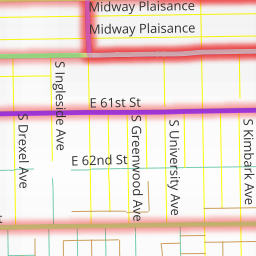 Midway Plaisance
Midway Plaisance
S Ingleside Ave
E 61st St
S Drexel Ave
S Greenwood Ave
S University Ave
S Kimbark Ave
E 62nd St